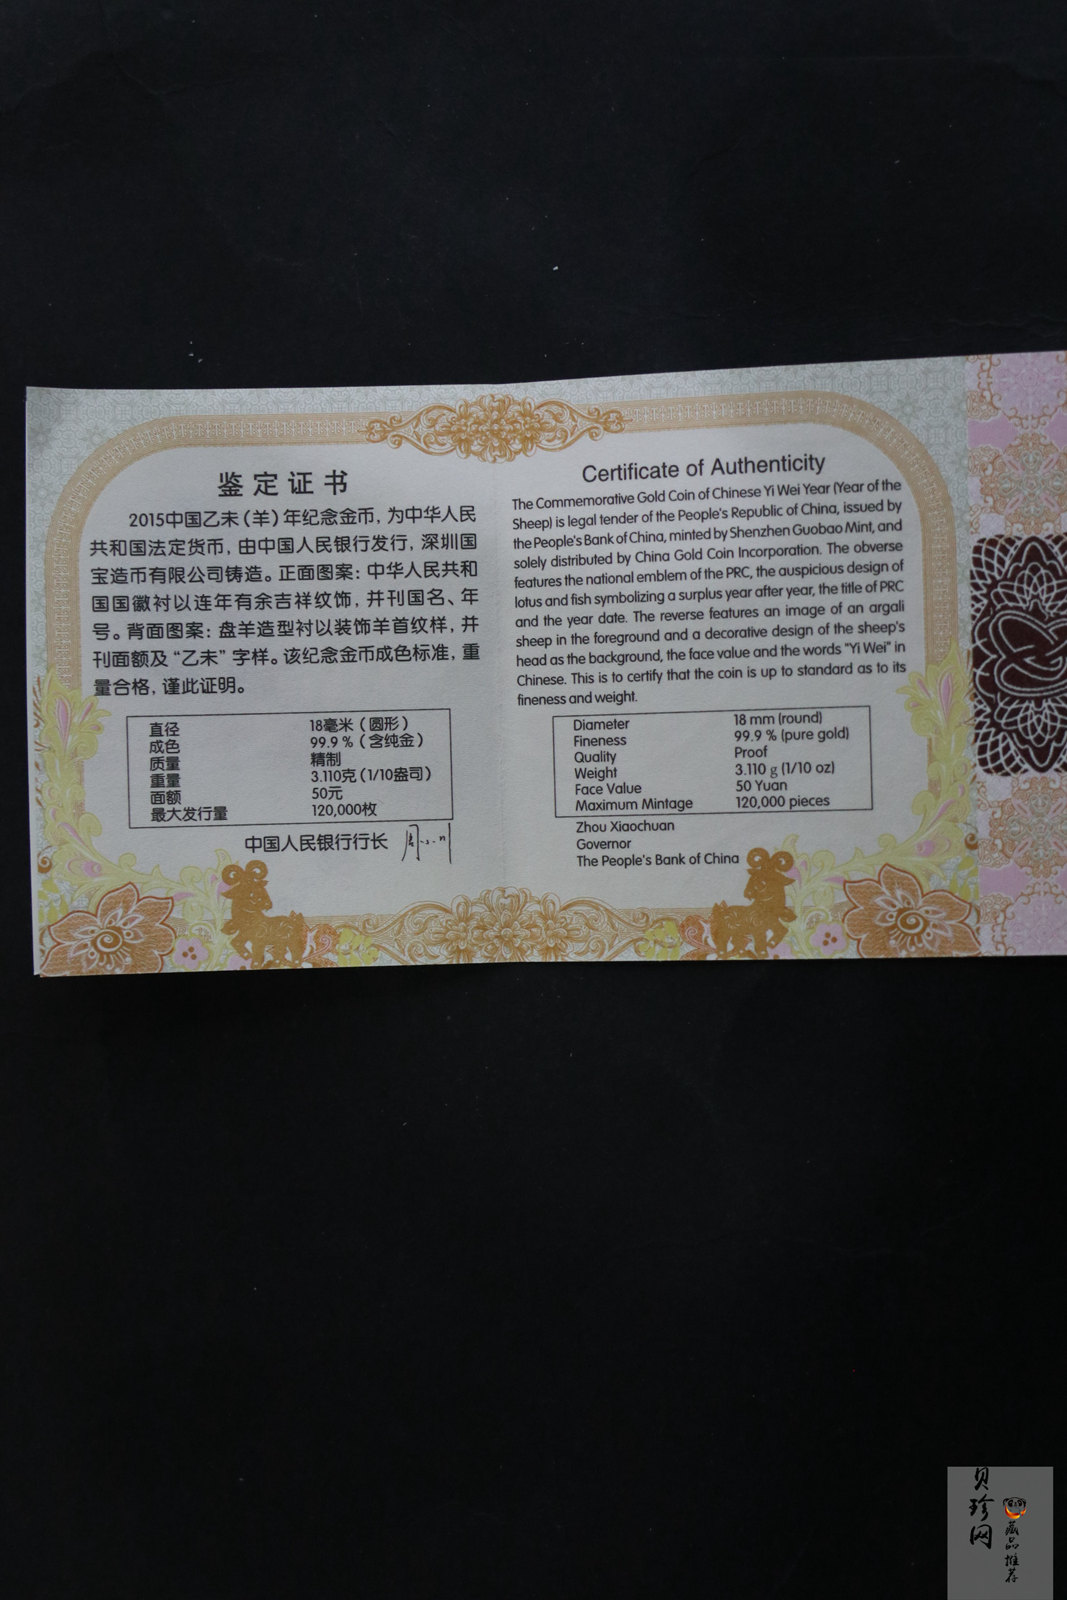 鉴定证书
2015中国乙未（羊）年纪念金币，为中华人民
共和国法定货币，由中国人民银行发行，深圳国
宝造币有限公司铸造。正面图案：中华人民共和
国国徽衬以连年有余吉祥纹饰，并刊国名、年
号。背面图案：盘羊造型衬以装饰羊首纹样，并
刊面额及“乙未”字样。该纪念金币成色标准，重
量合格，谨此证明。
直径 18毫米（圆形）
成色 99.9 %（含纯金）
质量 精制
重量 3.110克（1/10盎司）
面额 50元
最大发行量 120,000枚
中国人民银行行长
Certificate of Authenticity
The Commemorative Gold Coin of Chinese Yi Wei Year (Year of the
Sheep) is legal tender of the People's Republic of China, issued by
the People's Bank of China, minted by Shenzhen Guobao Mint, and
solely distributed by China Gold Coin Incorporation. The obverse
features the national emblem of the PRC, the auspicious design of
lotus and fish symbolizing a surplus year after year, the title of PRC
and the year date. The reverse features an image of an argali
sheep in the foreground and a decorative design of the sheep's
head as the background, the face value and the words "Yi Wei" in
Chinese. This is to certify that the coin is up to standard as to its
fineness and weight.
Diameter 18 mm (round)
Fineness 99.9 % (pure gold)
Quality Proof
Weight 3.110 g (1/10 oz)
Face Value 50 Yuan
Maximum Mintage 120,000 pieces
Zhou Xiaochuan
Governor
The People's Bank of China
贝珍网
藏品推荐